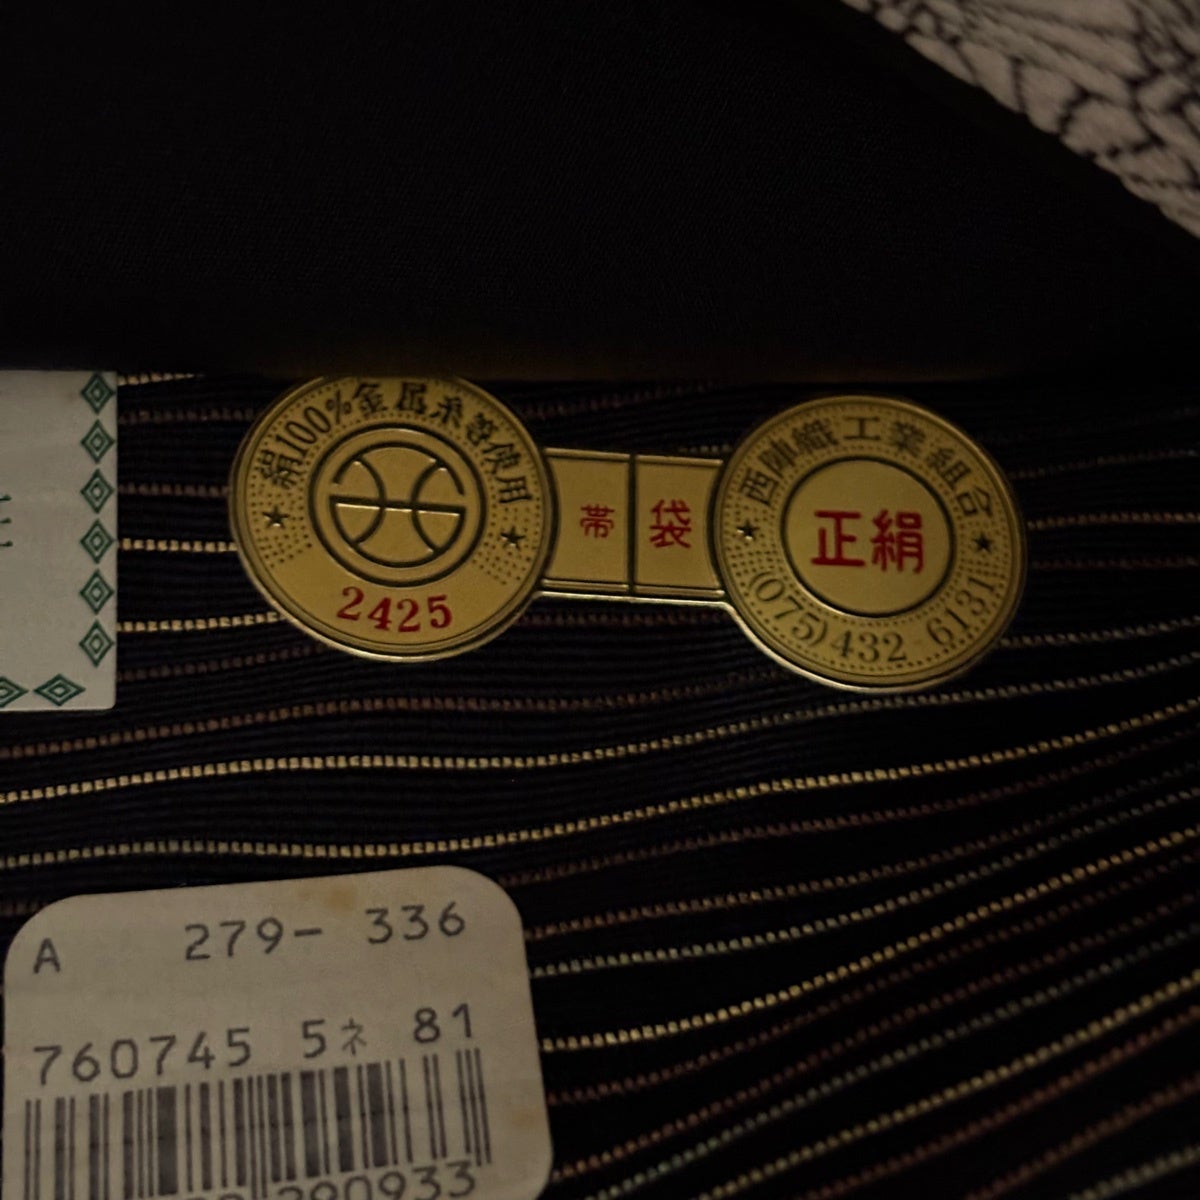 絹100%金属糸等使用
2425
帯 袋
西陣織工業組合
正絹
(075)432 6131
A 279- 336
760745 5ネ 81
290933